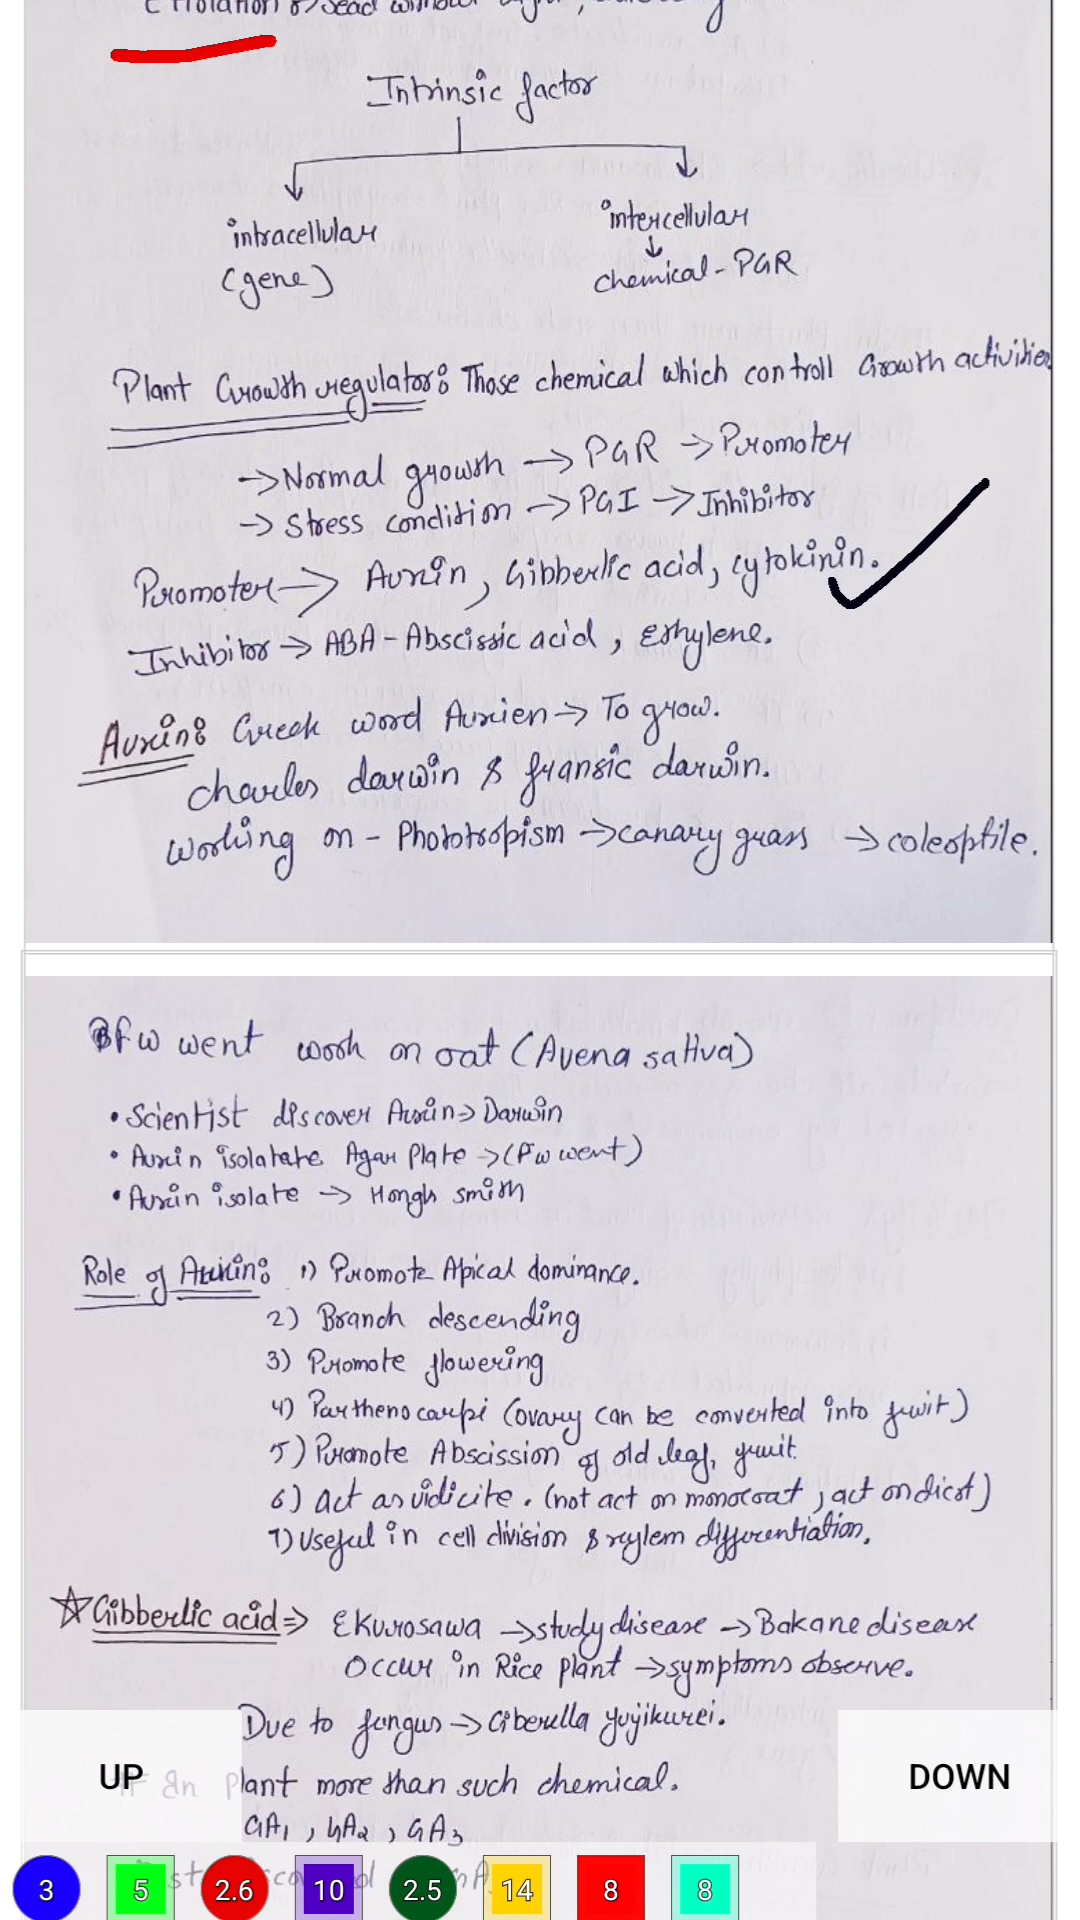 Etiolation
Intrinsic factor
intracellular
(gene)
intercellular
chemical - PGR
Plant Growth regulator: Those chemical which controll Growth activities
→ Normal growth → PGR → Promoter
→ Stress condition → PGI → Inhibitor
Promoter → Auxin, Gibberlic acid, cytokinin.
Inhibitor → ABA - Abscissic acid, Ethylene.
Auxin: Greek word Auxien → To grow.
charles darwin & fransic darwin.
working on - Phototropism → canary grass → coleoptile.
FW went work on oat (Avena sativa)
• Scientist discover Auxin → Darwin
• Auxin isolatate Agar Plate → (FW went)
• Auxin isolate → Hongh smith
Role of Auxin: 1) Promote Apical dominance.
2) Branch descending
3) Promote flowering
4) Parthenocarpi (ovary can be converted into fruit)
5) Promote Abscission of old leaf, fruit.
6) act as vidicite. (not act on monocoat, act on dicot)
7) Useful in cell division & xylem differentiation.
☆ Gibberlic acid ⇒ E Kurosawa → study disease → Bakane disease
Occur in Rice plant → symptoms observe.
Due to fungus → Giberella yujikurei.
In plant more than such chemical.
GA1, GA2, GA3
UP
DOWN
3 5 2.6 10 2.5 14 8 8